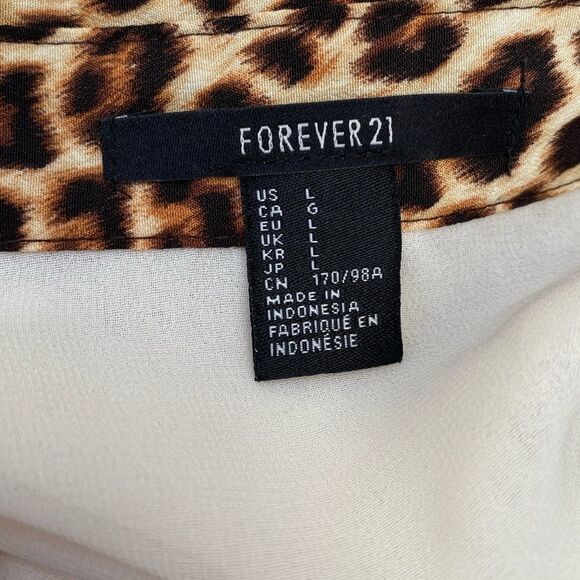 FOREVER 21
US L
CA G
EU L
UK L
KR L
JP L
CN 170/98A
MADE IN
INDONESIA
FABRIQUÉ EN
INDONÉSIE